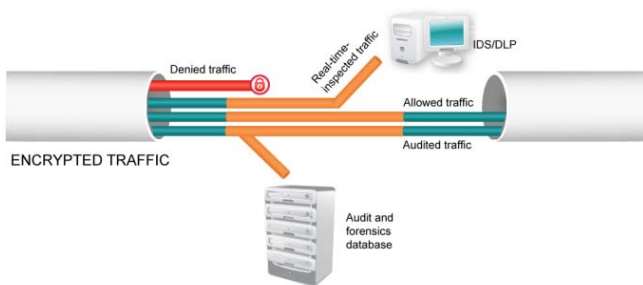 IDS/DLP
Real-time-
inspected traffic
Denied traffic
Allowed traffic
Audited traffic
ENCRYPTED TRAFFIC
Audit and
forensics
database